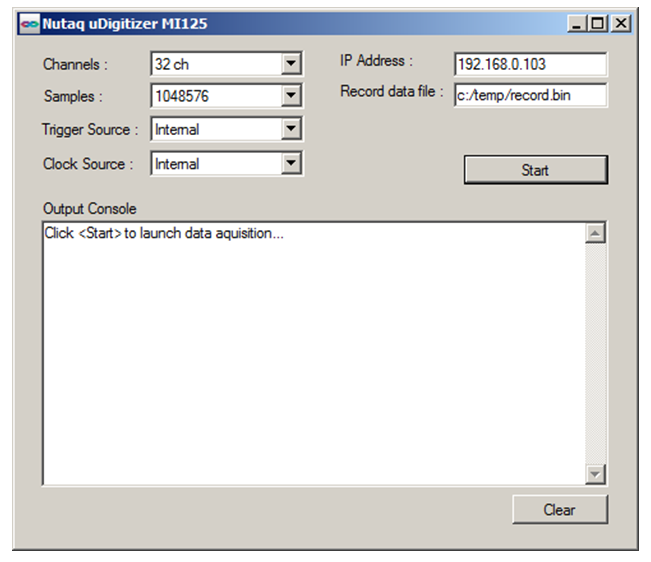 Nutaq uDigitizer MI125
Channels : 32 ch IP Address : 192.168.0.103
Samples : 1048576 Record data file : c:/temp/record.bin
Trigger Source : Internal
Clock Source : Internal Start
Output Console
Click <Start> to launch data aquisition...
Clear